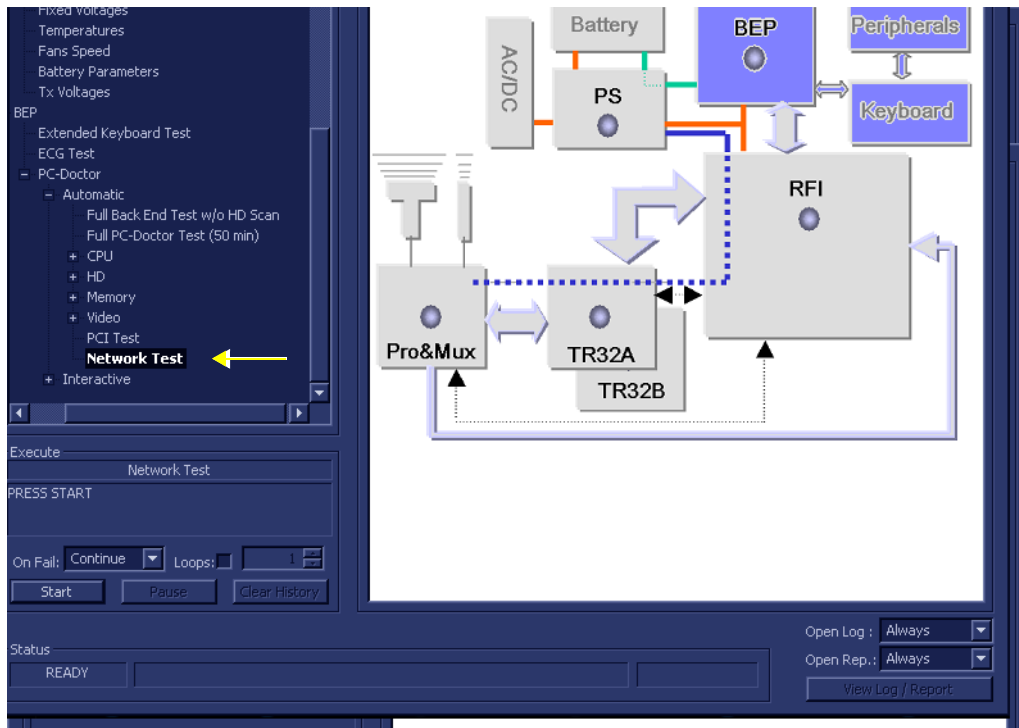 Fixed Voltages
Temperatures
Fans Speed
Battery Parameters
Tx Voltages
BEP
Extended Keyboard Test
ECG Test
PC-Doctor
Automatic
Full Back End Test w/o HD Scan
Full PC-Doctor Test (50 min)
CPU
HD
Memory
Video
PCI Test
Network Test
Interactive
Execute
Network Test
PRESS START
On Fail: Continue Loops: 1
Start Pause Clear History
Battery
AC/DC
PS
BEP
Peripherals
Keyboard
RFI
Pro&Mux
TR32A
TR32B
Open Log : Always
Open Rep.: Always
View Log / Report
Status
READY